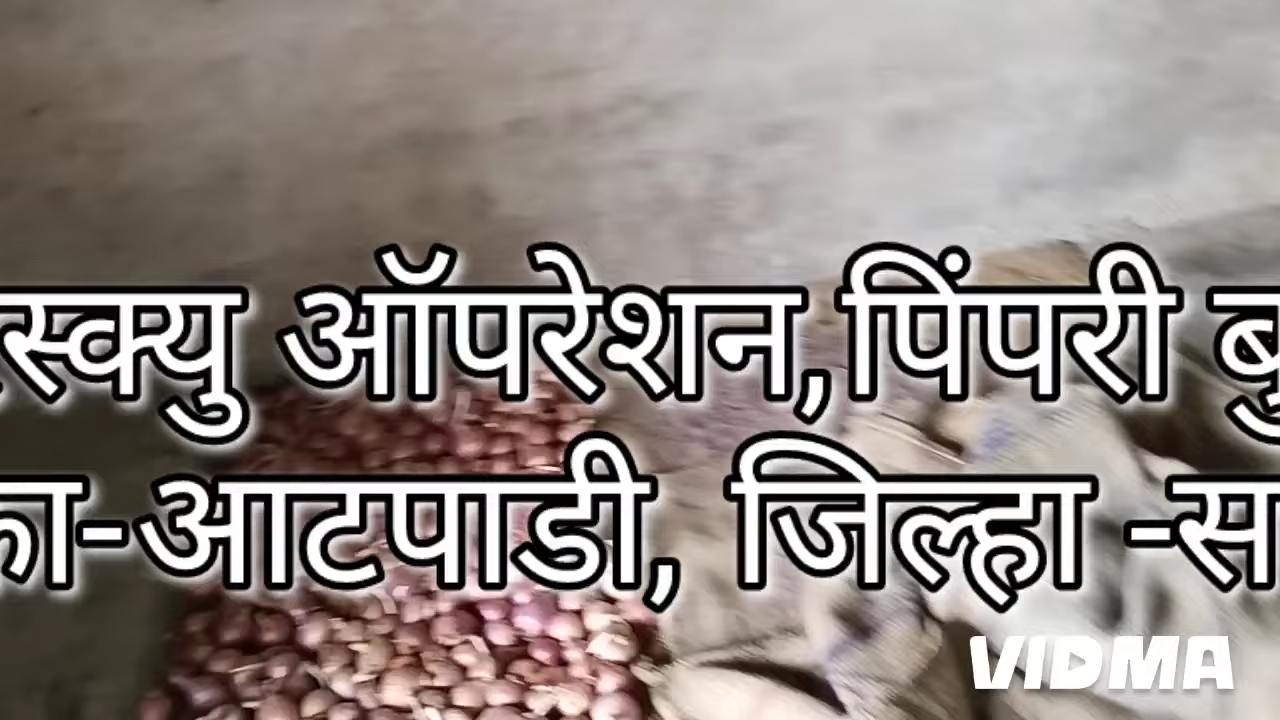 स्क्यु ऑपरेशन,पिंपरी बु
का-आटपाडी, जिल्हा -स
VIDMA